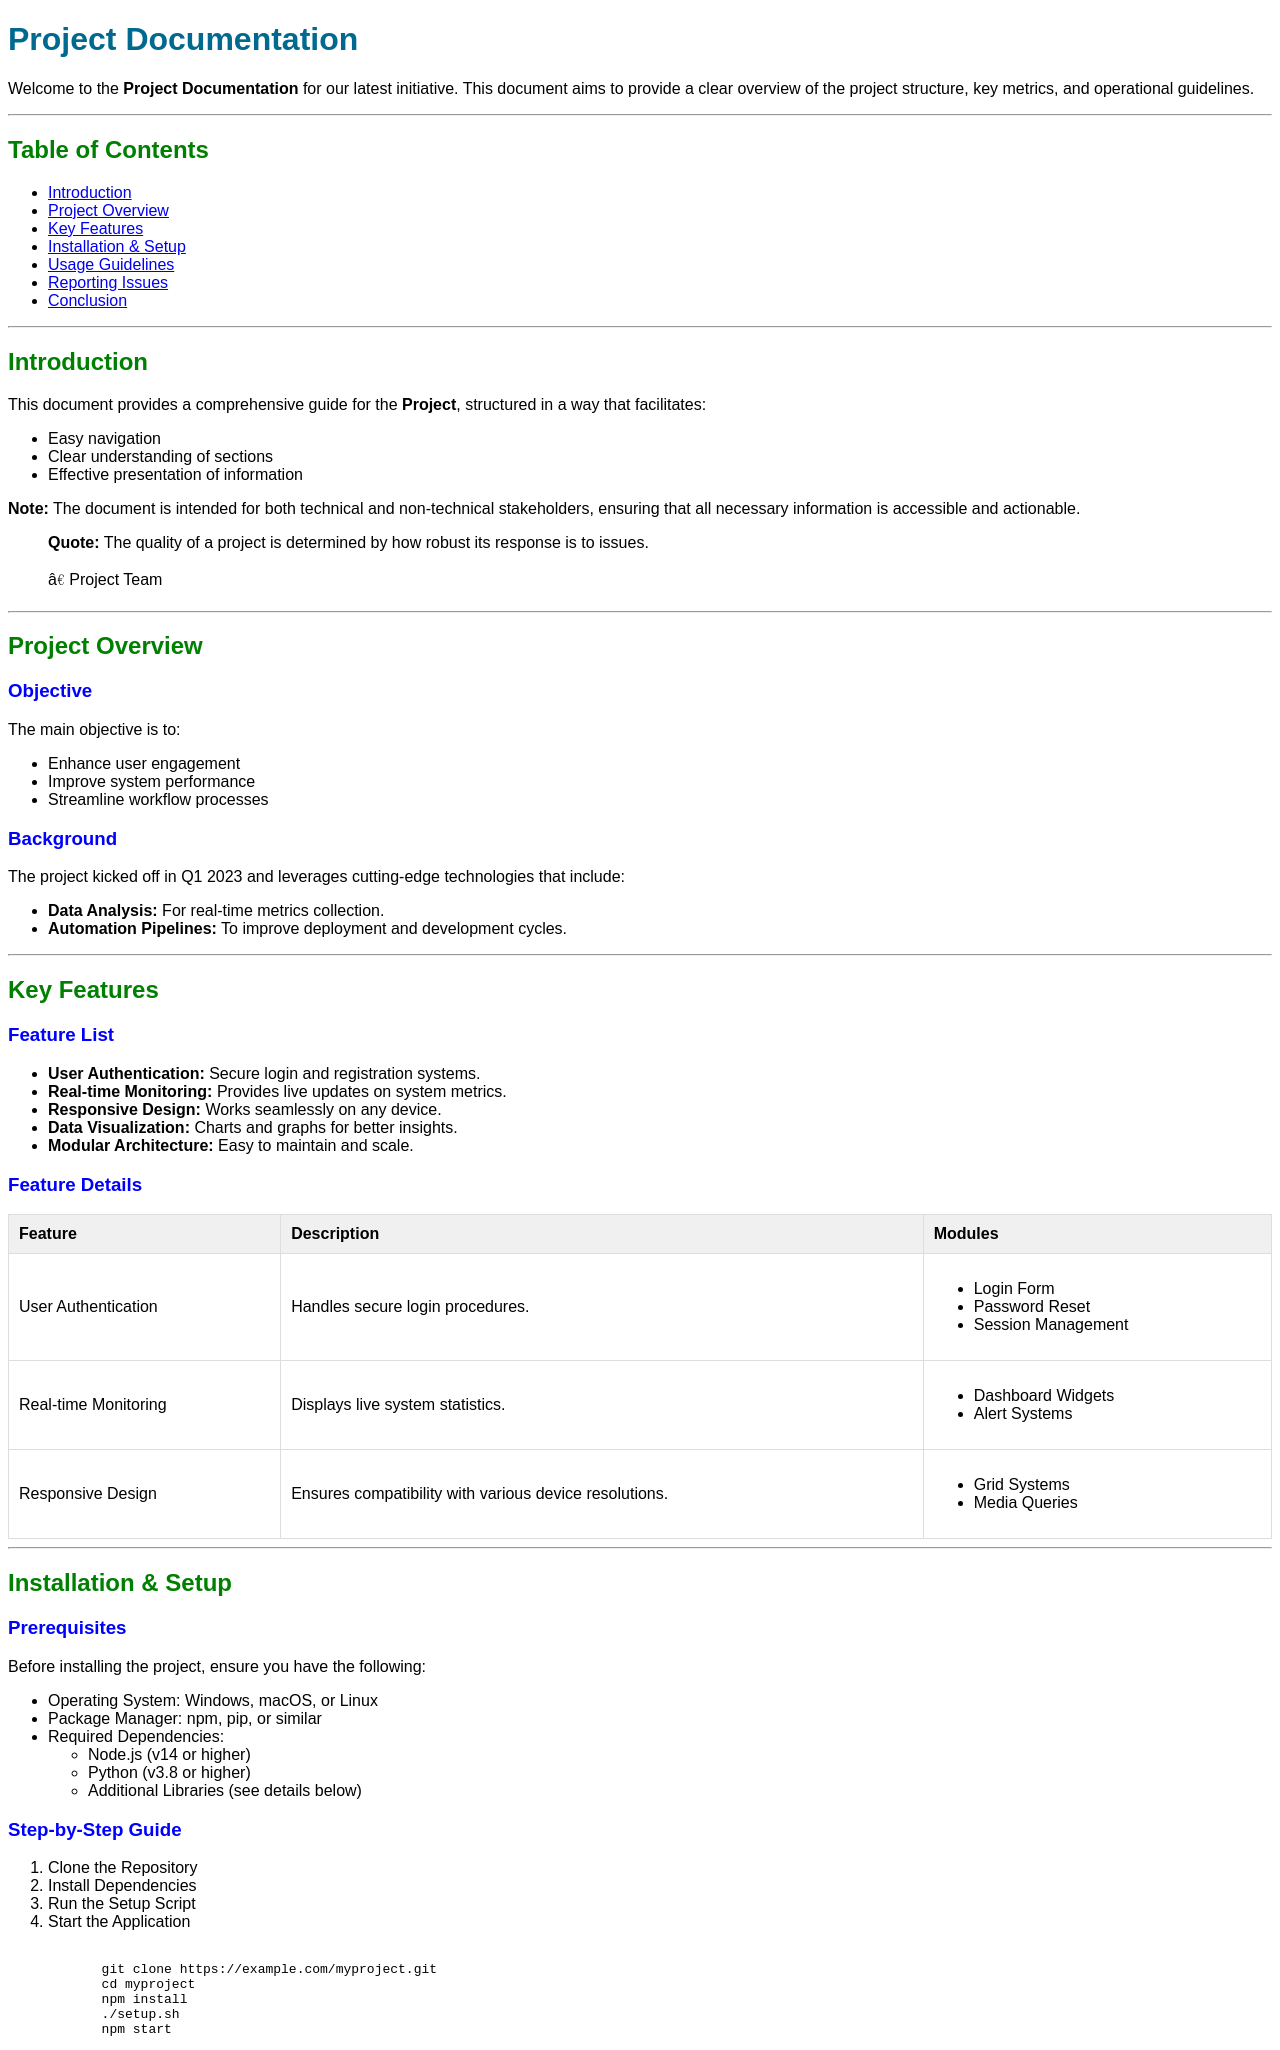 Project Documentation
Welcome to the Project Documentation for our latest initiative. This document aims to provide a clear overview of the project structure, key metrics, and operational guidelines.
Table of Contents
Introduction
Project Overview
Key Features
Installation & Setup
Usage Guidelines
Reporting Issues
Conclusion
Introduction
This document provides a comprehensive guide for the Project, structured in a way that facilitates:
Easy navigation
Clear understanding of sections
Effective presentation of information
Note: The document is intended for both technical and non-technical stakeholders, ensuring that all necessary information is accessible and actionable.
Quote: The quality of a project is determined by how robust its response is to issues.
â€ Project Team
Project Overview
Objective
The main objective is to:
Enhance user engagement
Improve system performance
Streamline workflow processes
Background
The project kicked off in Q1 2023 and leverages cutting-edge technologies that include:
Data Analysis: For real-time metrics collection.
Automation Pipelines: To improve deployment and development cycles.
Key Features
Feature List
User Authentication: Secure login and registration systems.
Real-time Monitoring: Provides live updates on system metrics.
Responsive Design: Works seamlessly on any device.
Data Visualization: Charts and graphs for better insights.
Modular Architecture: Easy to maintain and scale.
Feature Details
Feature Description Modules
User Authentication Handles secure login procedures.
Login Form
Password Reset
Session Management
Real-time Monitoring Displays live system statistics.
Dashboard Widgets
Alert Systems
Responsive Design Ensures compatibility with various device resolutions.
Grid Systems
Media Queries
Installation & Setup
Prerequisites
Before installing the project, ensure you have the following:
Operating System: Windows, macOS, or Linux
Package Manager: npm, pip, or similar
Required Dependencies:
Node.js (v14 or higher)
Python (v3.8 or higher)
Additional Libraries (see details below)
Step-by-Step Guide
1. Clone the Repository
2. Install Dependencies
3. Run the Setup Script
4. Start the Application
git clone https://example.com/myproject.git
cd myproject
npm install
./setup.sh
npm start